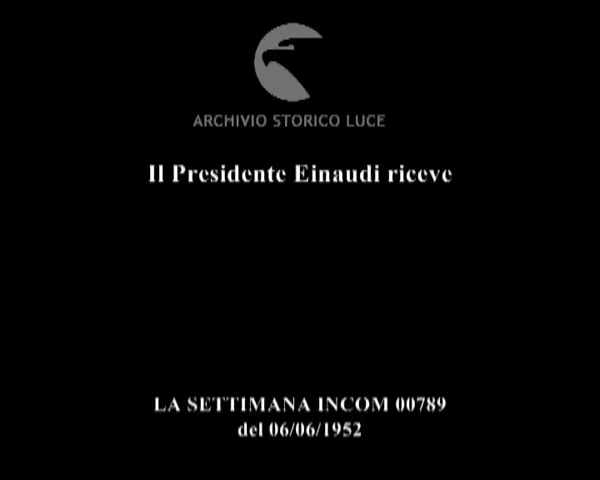 ARCHIVIO STORICO LUCE
Il Presidente Einaudi riceve
LA SETTIMANA INCOM 00789
del 06/06/1952